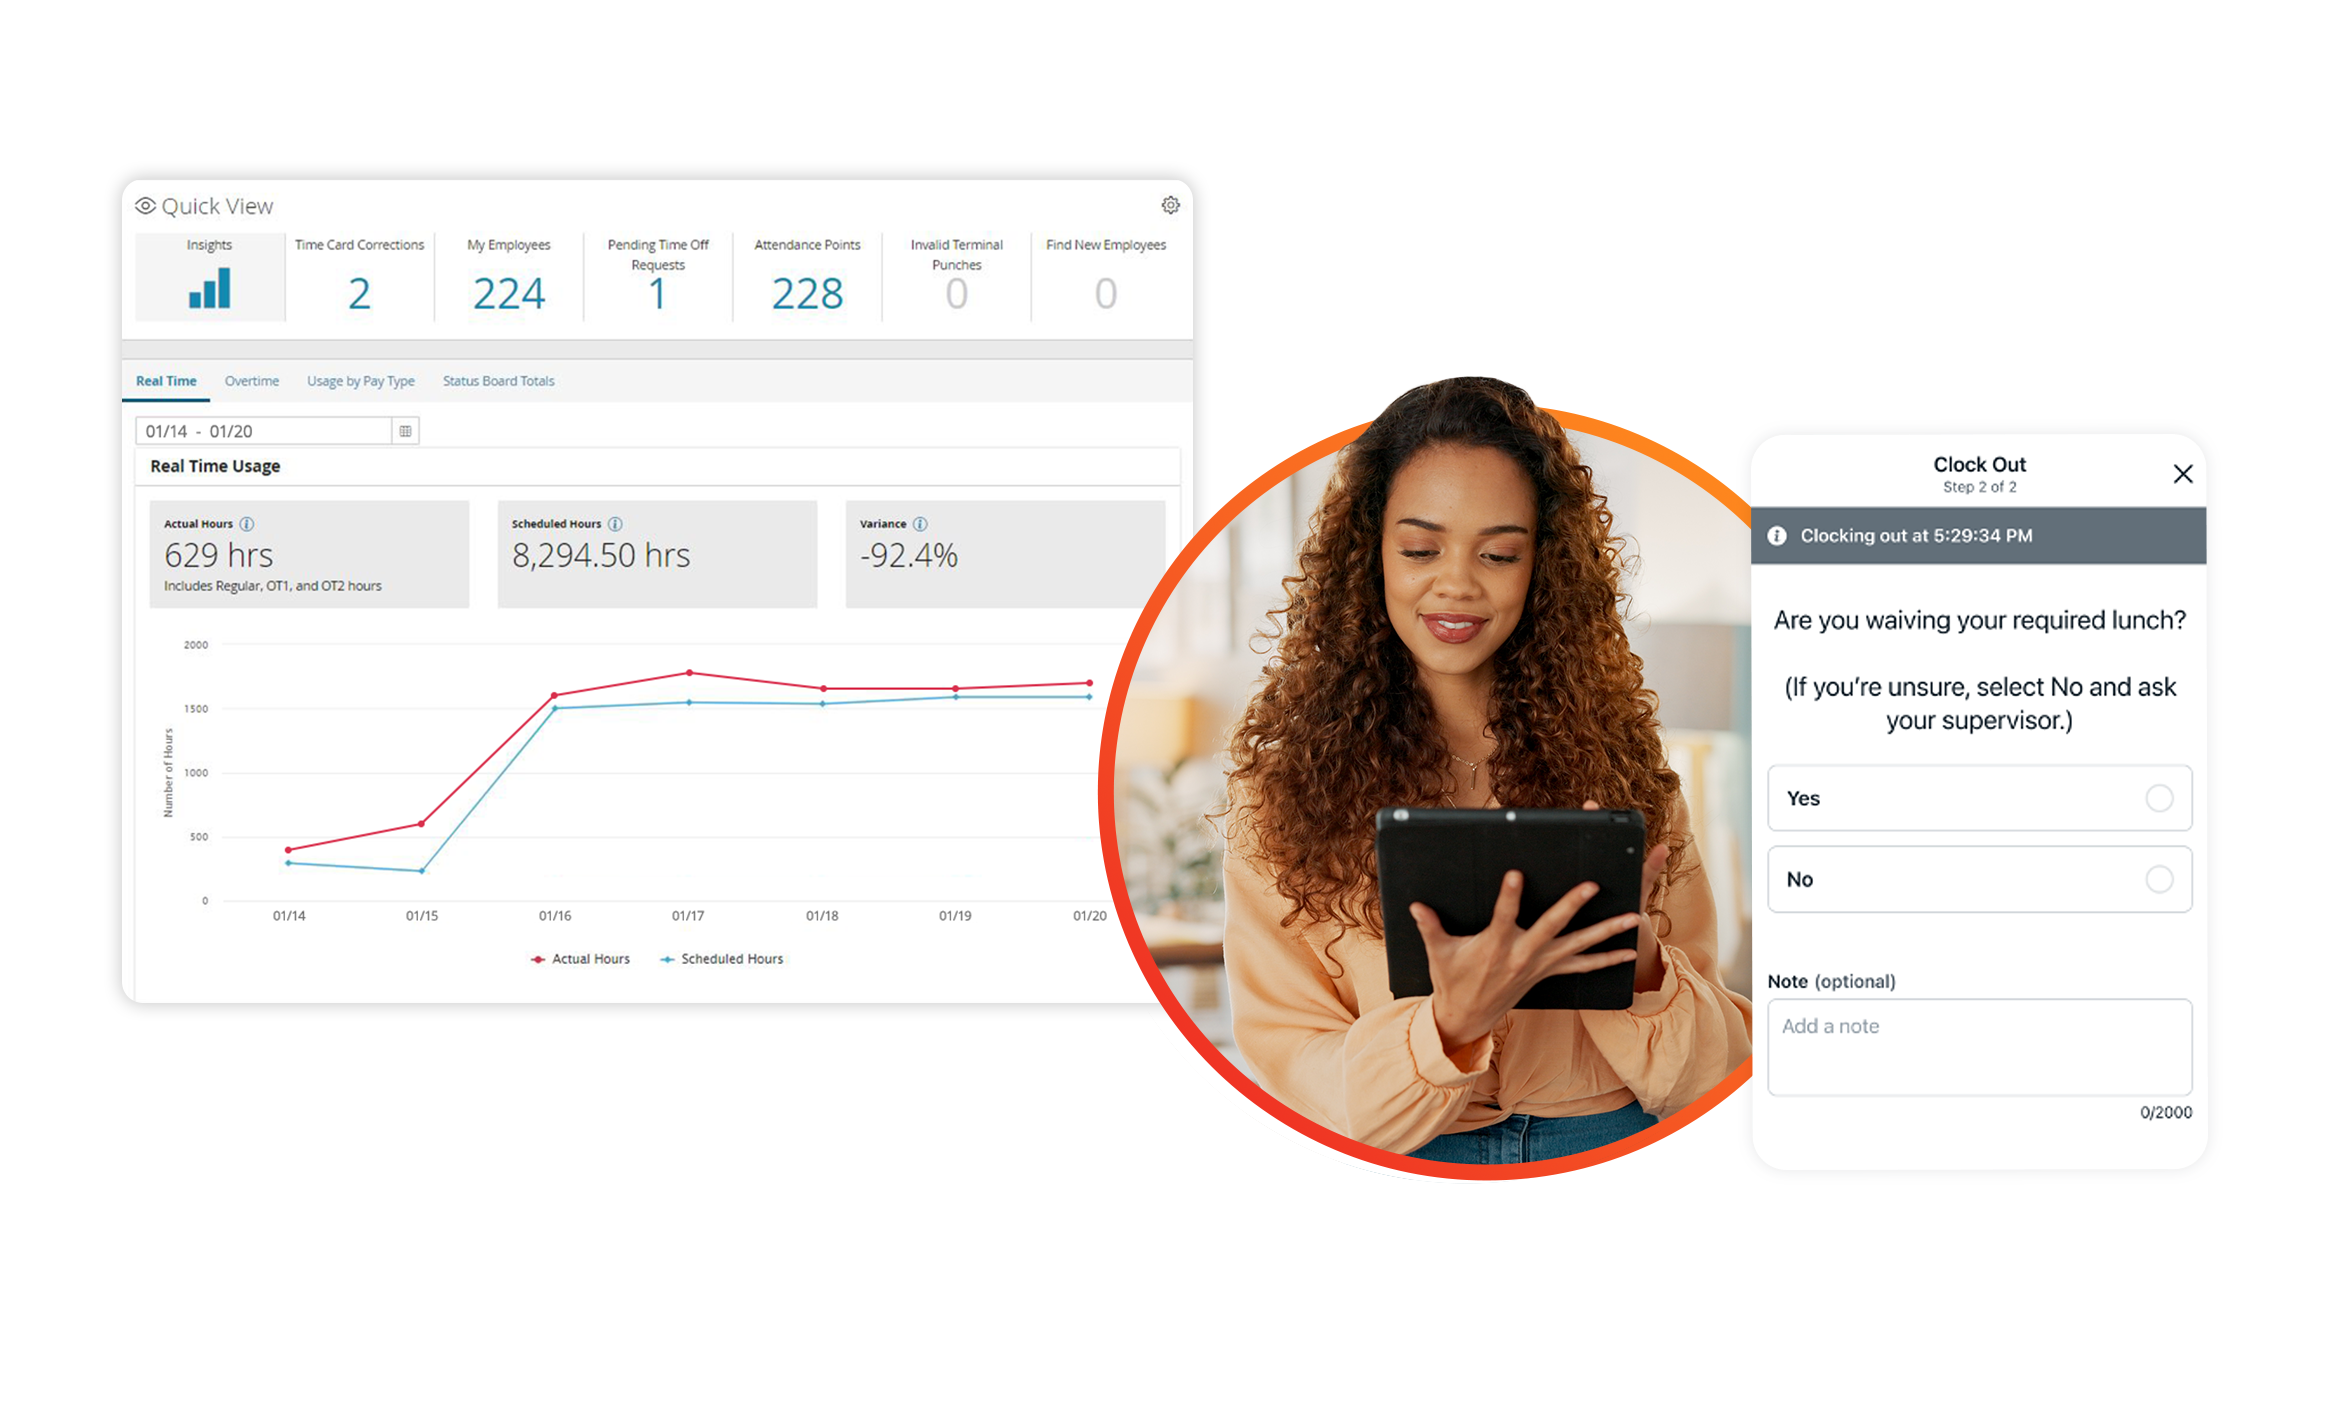 Quick View
Insights
Time Card Corrections
2
My Employees
224
Pending Time Off
Requests
1
Attendance Points
228
Invalid Terminal
Punches
0
Find New Employees
0
Real Time
Overtime
Usage by Pay Type
Status Board Totals
01/14 - 01/20
Real Time Usage
Actual Hours
629 hrs
Includes Regular, OT1, and OT2 hours
Scheduled Hours
8,294.50 hrs
Variance
-92.4%
Number of Hours
2000
1500
1000
500
0
01/14
01/15
01/16
01/17
01/18
01/19
01/20
Actual Hours
Scheduled Hours
Clock Out
Step 2 of 2
Clocking out at 5:29:34 PM
Are you waiving your required lunch?
(If you're unsure, select No and ask
your supervisor.)
Yes
No
Note (optional)
Add a note
0/2000